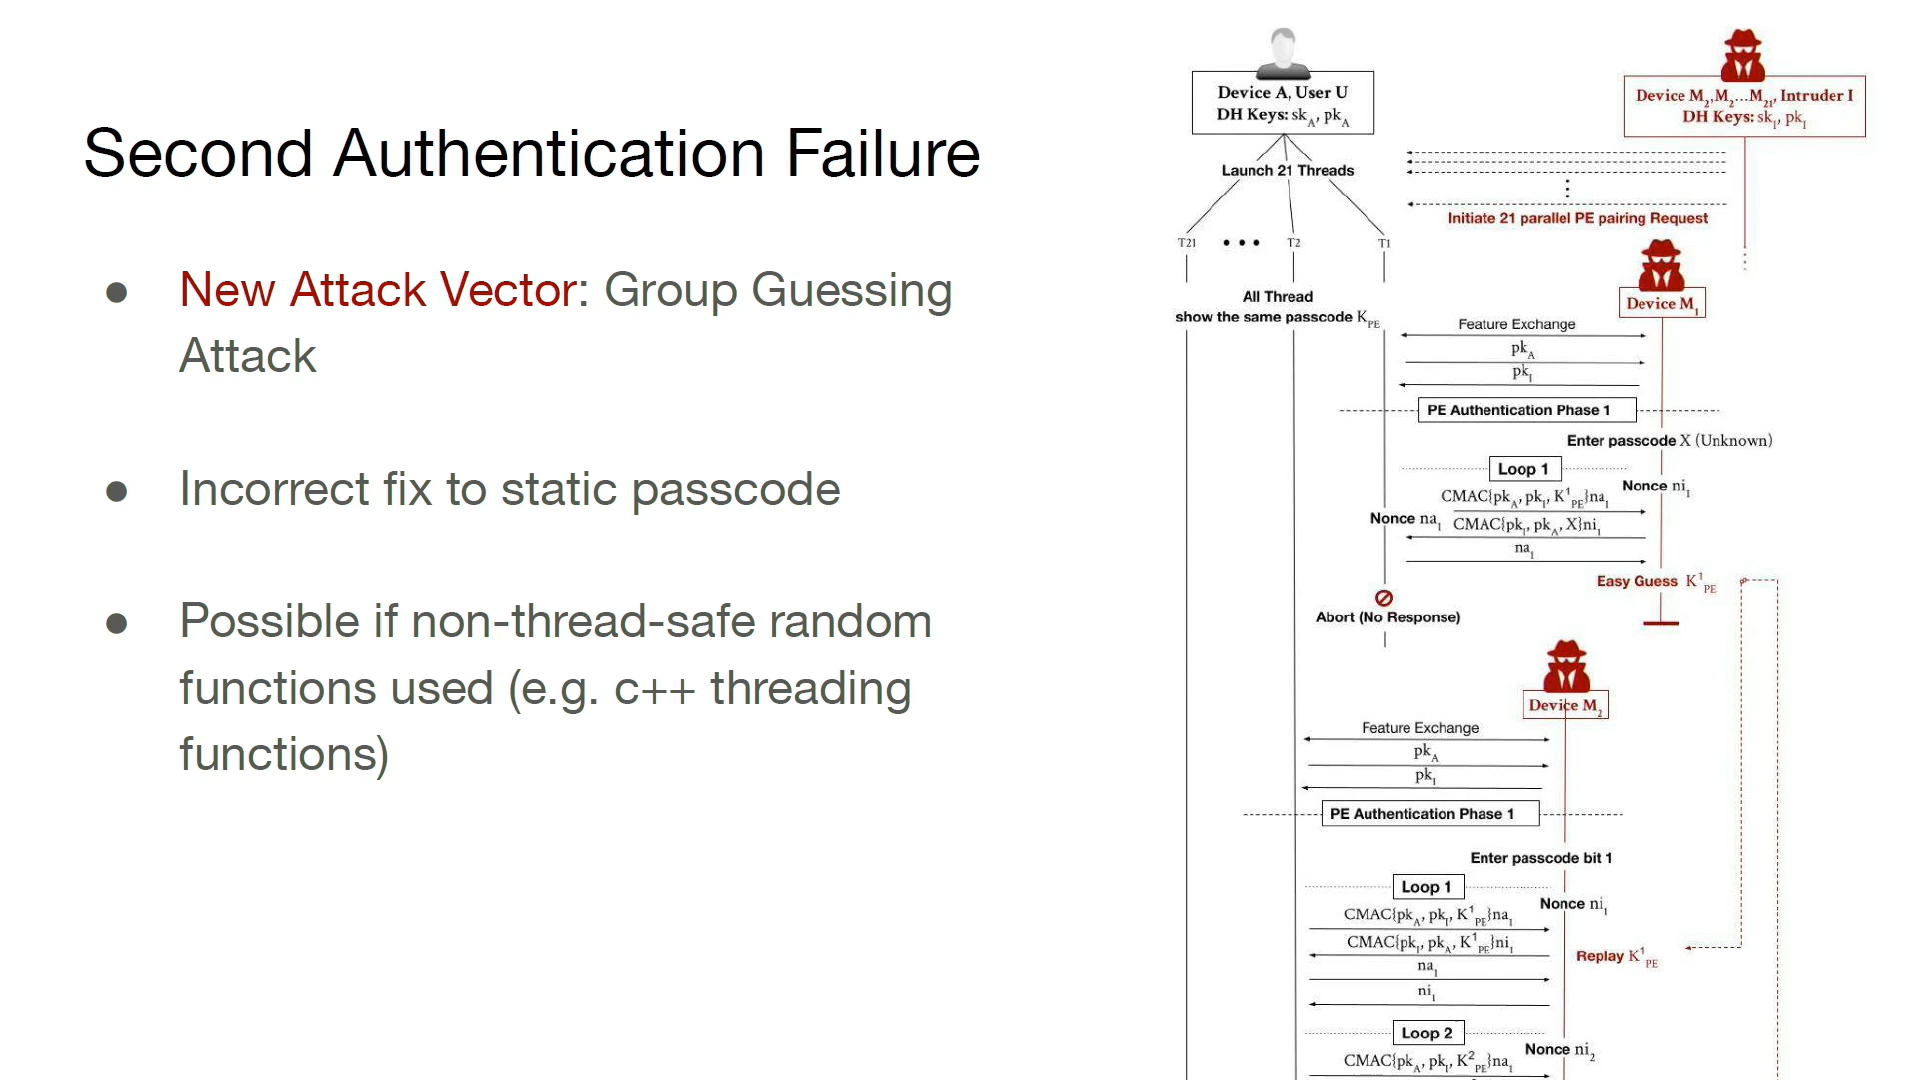 Second Authentication Failure
● New Attack Vector: Group Guessing
Attack
● Incorrect fix to static passcode
● Possible if non-thread-safe random
functions used (e.g. c++ threading
functions)
Device A, User U
DH Keys: sk_A, pk_A
Device M_2,M_2...M_21, Intruder I
DH Keys: sk_I, pk_I
Launch 21 Threads
Initiate 21 parallel PE pairing Request
T21 • • • T2 T1
All Thread
show the same passcode K_PE
Device M_1
Feature Exchange
pk_A
pk_I
PE Authentication Phase 1
Enter passcode X (Unknown)
Loop 1
Nonce ni_1
CMAC{pk_A, pk_I, K^1_PE}na_1
Nonce na_1
CMAC{pk_I, pk_A, X}ni_1
na_1
Easy Guess K^1_PE
Abort (No Response)
Device M_2
Feature Exchange
pk_A
pk_I
PE Authentication Phase 1
Enter passcode bit 1
Loop 1
Nonce ni_1
CMAC{pk_A, pk_I, K^1_PE}na_1
CMAC{pk_I, pk_A, K^1_PE}ni_1
Replay K^1_PE
na_1
ni_1
Loop 2
Nonce ni_2
CMAC{pk_A, pk_I, K^2_PE}na_1